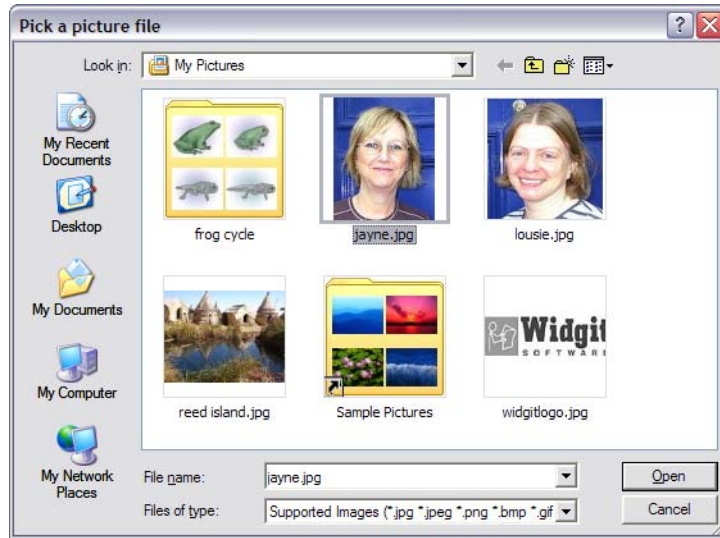 Pick a picture file
Look in:
My Pictures
My Recent
Documents
Desktop
My Documents
My Computer
My Network
Places
frog cycle
jayne.jpg
lousie.jpg
reed island.jpg
Sample Pictures
Widgit
SOFTWAR
widgitlogo.jpg
File name:
jayne.jpg
Open
Files of type:
Supported Images (*.jpg *.jpeg *.png *.bmp *.gif
Cancel